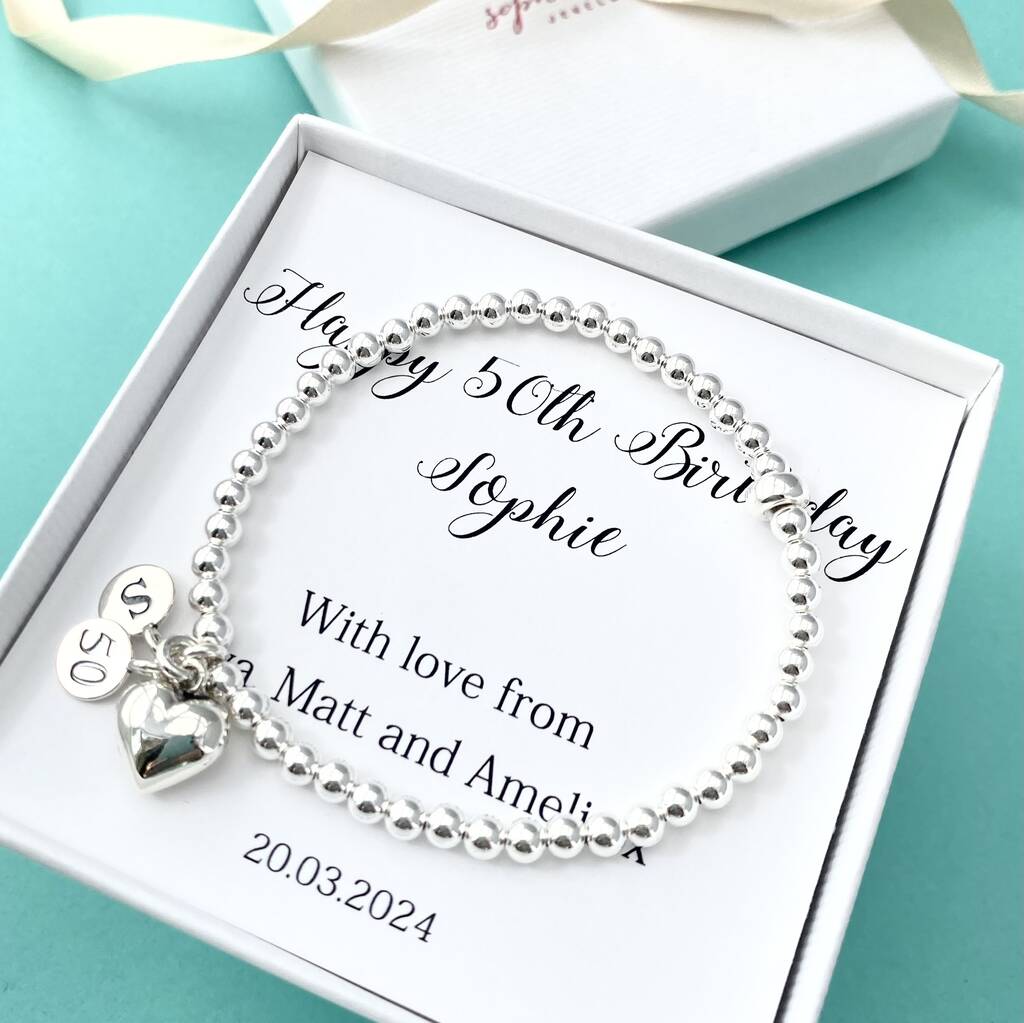 Happy 50th Birthday
Sophie
With love from
Matt and Amelia x
20.03.2024
S
50